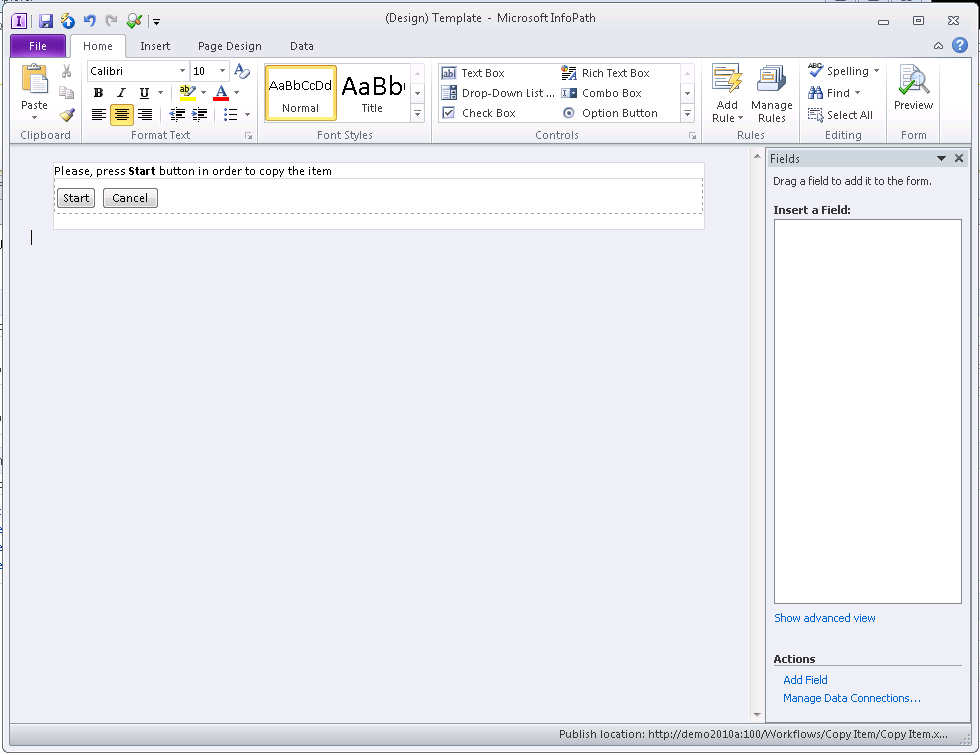 (Design) Template - Microsoft InfoPath
File Home Insert Page Design Data
Paste
Clipboard
Calibri 10
B I U ab A
Format Text
AaBbCcDd AaBb
Normal Title
Font Styles
Text Box Rich Text Box
Drop-Down List ... Combo Box
Check Box Option Button
Controls
Add Rule Manage Rules
Rules
Spelling
Find
Select All
Editing
Preview
Form
Please, press Start button in order to copy the item
Start Cancel
Fields
Drag a field to add it to the form.
Insert a Field:
Show advanced view
Actions
Add Field
Manage Data Connections...
Publish location: http://demo2010a:100/Workflows/Copy Item/Copy Item.x...